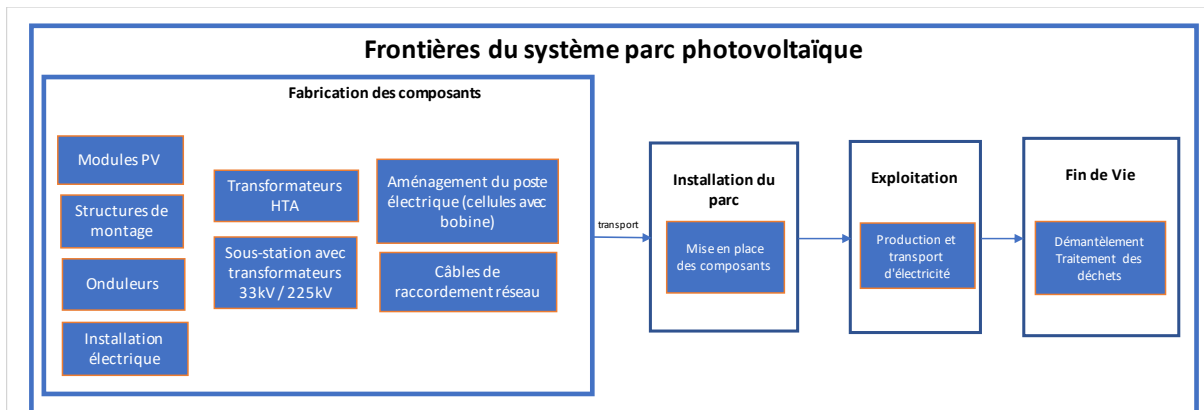 Frontières du système parc photovoltaïque
Fabrication des composants
Modules PV
Structures de
montage
Onduleurs
Installation
électrique
Transformateurs
HTA
Sous-station avec
transformateurs
33kV / 225kV
Aménagement du poste
électrique (cellules avec
bobine)
Câbles de
raccordement réseau
transport
Installation du
parc
Mise en place
des composants
Exploitation
Production et
transport
d'électricité
Fin de Vie
Démantèlement
Traitement des
déchets